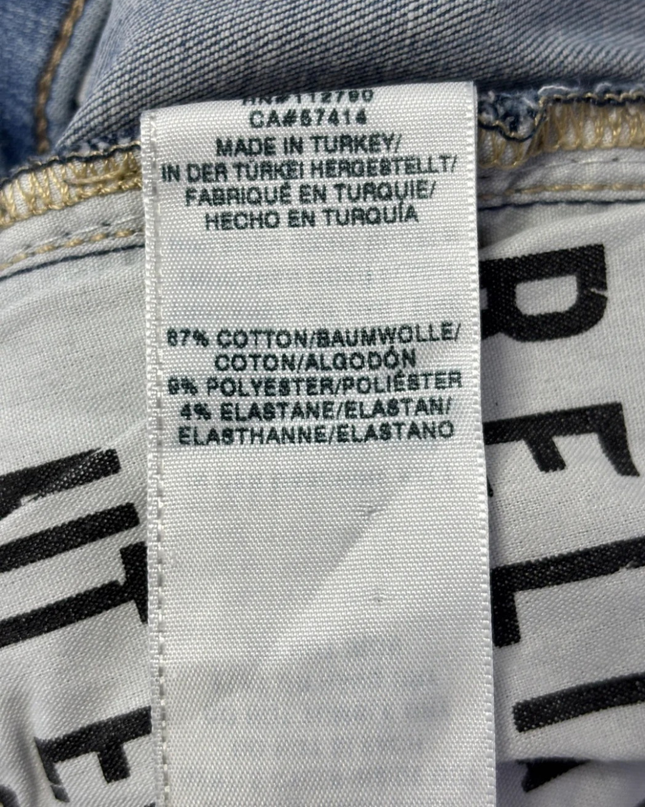 RN#112790
CA#57414
MADE IN TURKEY/
IN DER TÜRKEI HERGESTELLT/
FABRIQUÉ EN TURQUIE/
HECHO EN TURQUÍA
87% COTTON/BAUMWOLLE/
COTON/ALGODÓN
9% POLYESTER/POLIÉSTER
4% ELASTANE/ELASTAN/
ELASTHANNE/ELASTANO